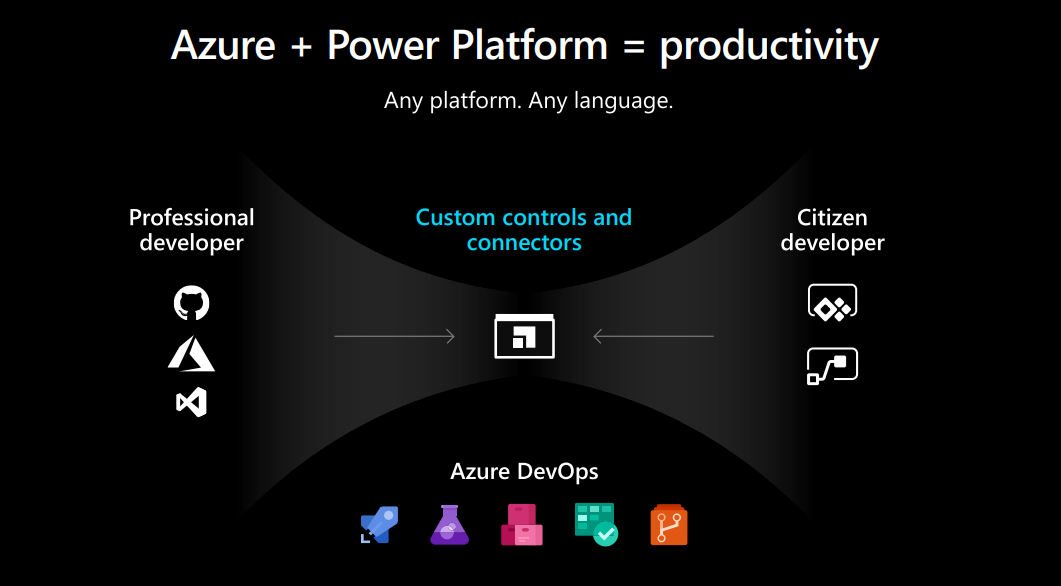 Azure + Power Platform = productivity
Any platform. Any language.
Professional
developer
Custom controls and
connectors
Citizen
developer
Azure DevOps